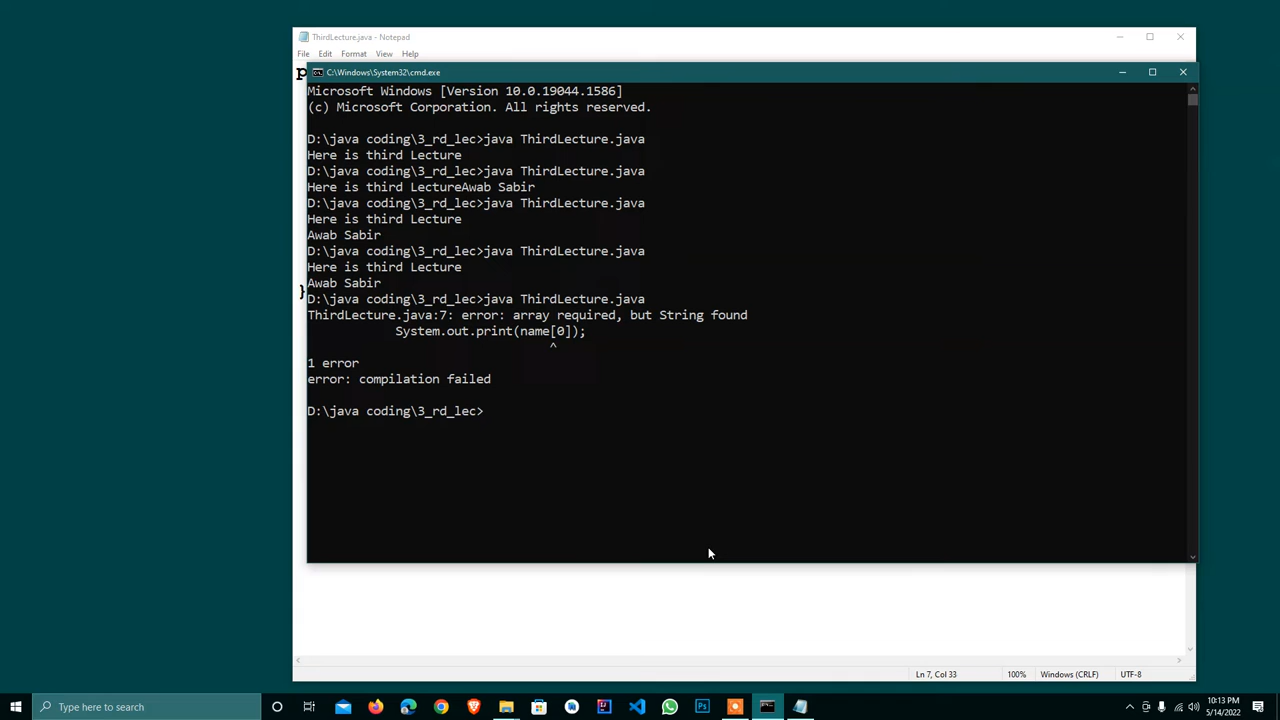 ThirdLecture.java - Notepad
File Edit Format View Help
p
C:\Windows\System32\cmd.exe
Microsoft Windows [Version 10.0.19044.1586]
(c) Microsoft Corporation. All rights reserved.
D:\java coding\3_rd_lec>java ThirdLecture.java
Here is third Lecture
D:\java coding\3_rd_lec>java ThirdLecture.java
Here is third LectureAwab Sabir
D:\java coding\3_rd_lec>java ThirdLecture.java
Here is third Lecture
Awab Sabir
D:\java coding\3_rd_lec>java ThirdLecture.java
Here is third Lecture
Awab Sabir
}
D:\java coding\3_rd_lec>java ThirdLecture.java
ThirdLecture.java:7: error: array required, but String found
System.out.print(name[0]);
^
1 error
error: compilation failed
D:\java coding\3_rd_lec>
Ln 7, Col 33 100% Windows (CRLF) UTF-8
Type here to search
Ps
10:13 PM
5/14/2022